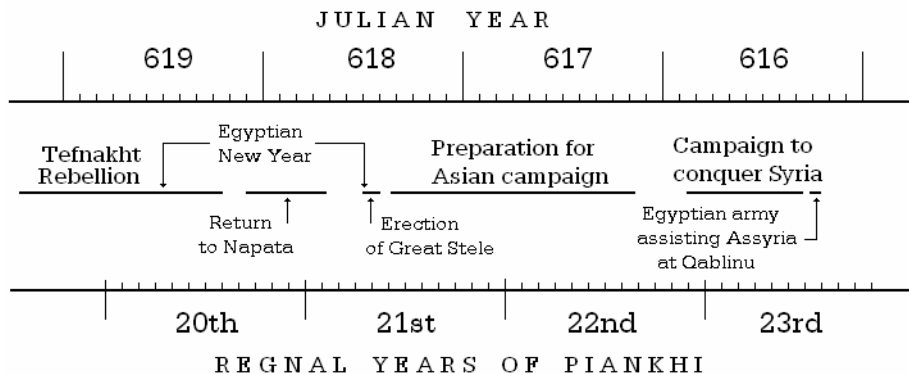 JULIAN YEAR
619 618 617 616
Egyptian
New Year
Tefnakht
Rebellion
Preparation for
Asian campaign
Campaign to
conquer Syria
Return
to Napata
Erection
of Great Stele
Egyptian army
assisting Assyria
at Qablinu
20th 21st 22nd 23rd
REGNAL YEARS OF PIANKHI